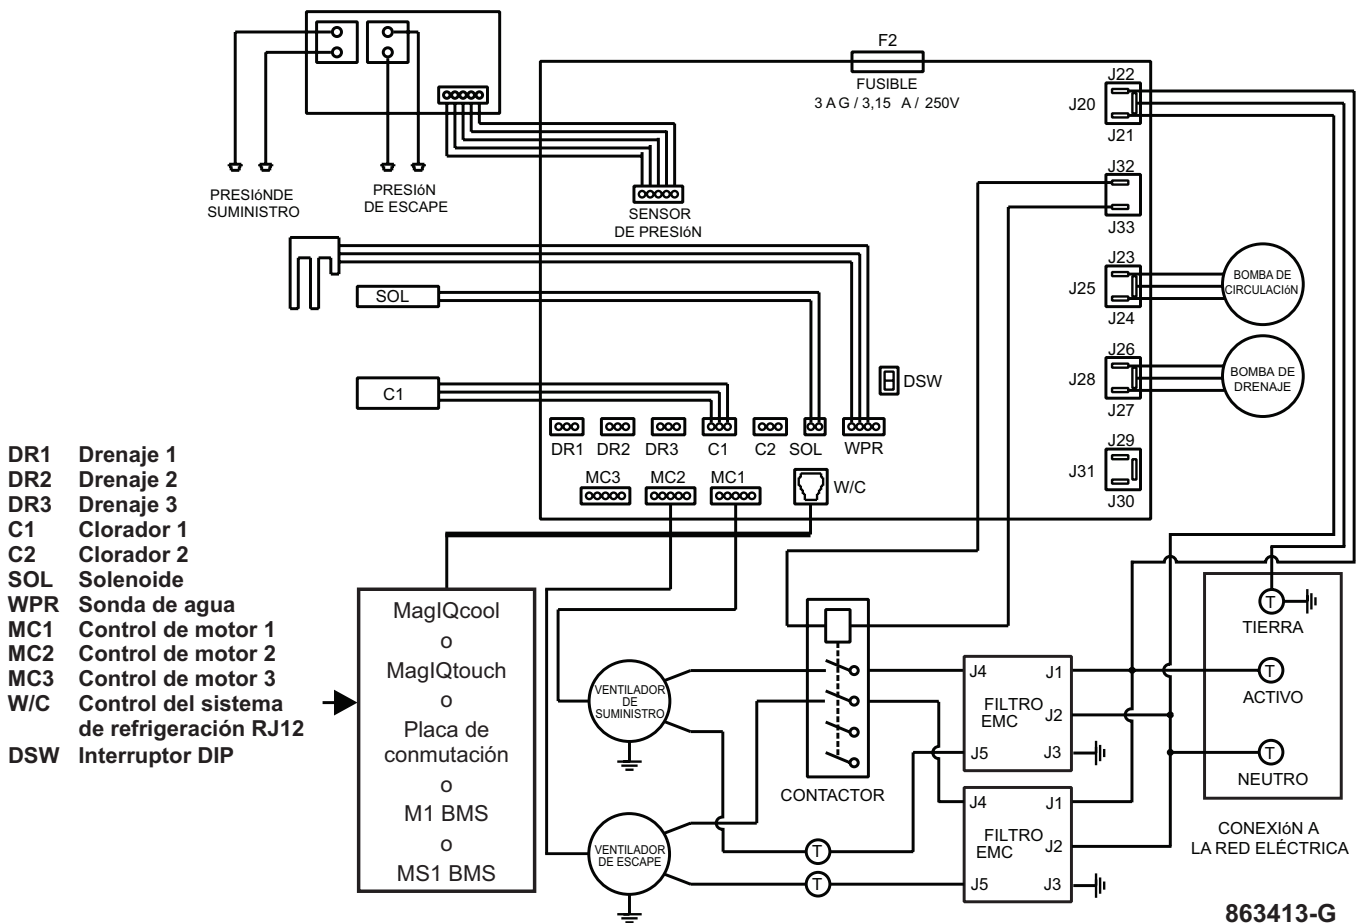 F2
FUSIBLE
3 A G / 3,15 A / 250V
J22
J20
J21
J32
J33
J23
J25
J24
J26
J28
J27
J29
J31
J30
BOMBA DE
CIRCULACIóN
BOMBA DE
DRENAJE
PRESIóNDE
SUMINISTRO
PRESIóN
DE ESCAPE
SENSOR
DE PRESIóN
SOL
C1
DSW
DR1 DR2 DR3 C1 C2 SOL WPR
MC3 MC2 MC1 W/C
DR1 Drenaje 1
DR2 Drenaje 2
DR3 Drenaje 3
C1 Clorador 1
C2 Clorador 2
SOL Solenoide
WPR Sonda de agua
MC1 Control de motor 1
MC2 Control de motor 2
MC3 Control de motor 3
W/C Control del sistema
de refrigeración RJ12
DSW Interruptor DIP
MagIQcool
o
MagIQtouch
o
Placa de
conmutación
o
M1 BMS
o
MS1 BMS
VENTILADOR
DE
SUMINISTRO
VENTILADOR
DE ESCAPE
CONTACTOR
T
T
J4 J1
FILTRO
EMC
J2
J5 J3
J4 J1
FILTRO
EMC
J2
J5 J3
T
TIERRA
T
ACTIVO
T
NEUTRO
CONEXIóN A
LA RED ELÉCTRICA
863413-G